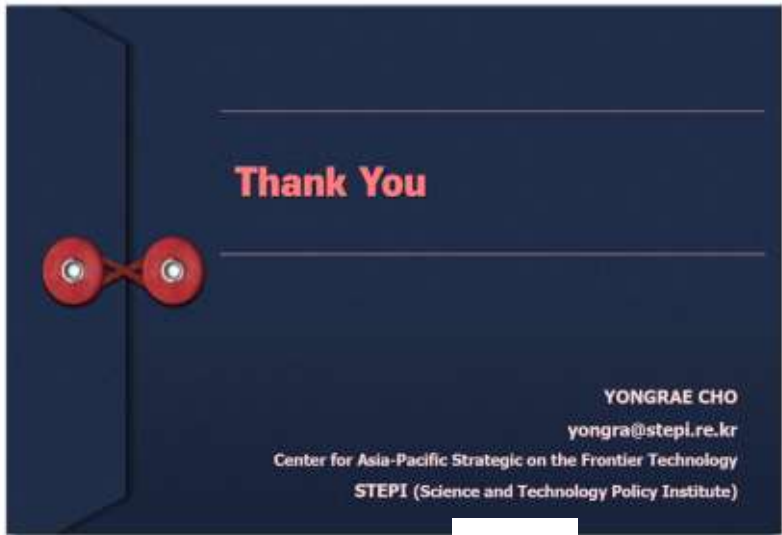 Thank You
YONGRAE CHO
yongra@stepi.re.kr
Center for Asia-Pacific Strategic on the Frontier Technology
STEPI (Science and Technology Policy Institute)